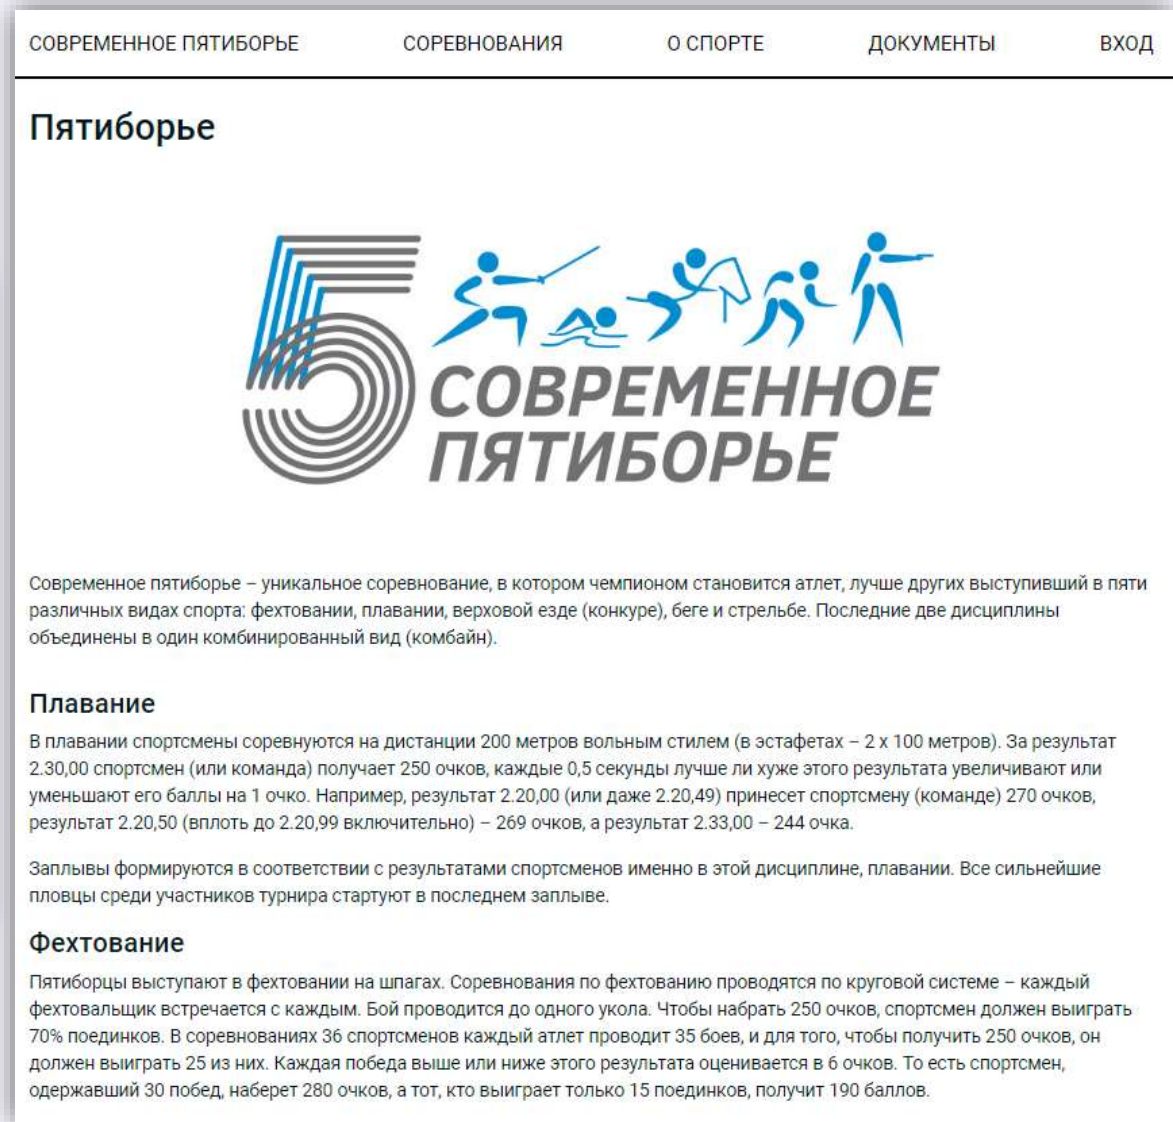 СОВРЕМЕННОЕ ПЯТИБОРЬЕ СОРЕВНОВАНИЯ О СПОРТЕ ДОКУМЕНТЫ ВХОД
Пятиборье
5
СОВРЕМЕННОЕ
ПЯТИБОРЬЕ
Современное пятиборье – уникальное соревнование, в котором чемпионом становится атлет, лучше других выступивший в пяти
различных видах спорта: фехтовании, плавании, верховой езде (конкуре), беге и стрельбе. Последние две дисциплины
объединены в один комбинированный вид (комбайн).
Плавание
В плавании спортсмены соревнуются на дистанции 200 метров вольным стилем (в эстафетах – 2 х 100 метров). За результат
2.30,00 спортсмен (или команда) получает 250 очков, каждые 0,5 секунды лучше ли хуже этого результата увеличивают или
уменьшают его баллы на 1 очко. Например, результат 2.20,00 (или даже 2.20,49) принесет спортсмену (команде) 270 очков,
результат 2.20,50 (вплоть до 2.20,99 включительно) – 269 очков, а результат 2.33,00 – 244 очка.
Заплывы формируются в соответствии с результатами спортсменов именно в этой дисциплине, плавании. Все сильнейшие
пловцы среди участников турнира стартуют в последнем заплыве.
Фехтование
Пятиборцы выступают в фехтовании на шпагах. Соревнования по фехтованию проводятся по круговой системе – каждый
фехтовальщик встречается с каждым. Бой проводится до одного укола. Чтобы набрать 250 очков, спортсмен должен выиграть
70% поединков. В соревнованиях 36 спортсменов каждый атлет проводит 35 боев, и для того, чтобы получить 250 очков, он
должен выиграть 25 из них. Каждая победа выше или ниже этого результата оценивается в 6 очков. То есть спортсмен,
одержавший 30 побед, наберет 280 очков, а тот, кто выиграет только 15 поединков, получит 190 баллов.